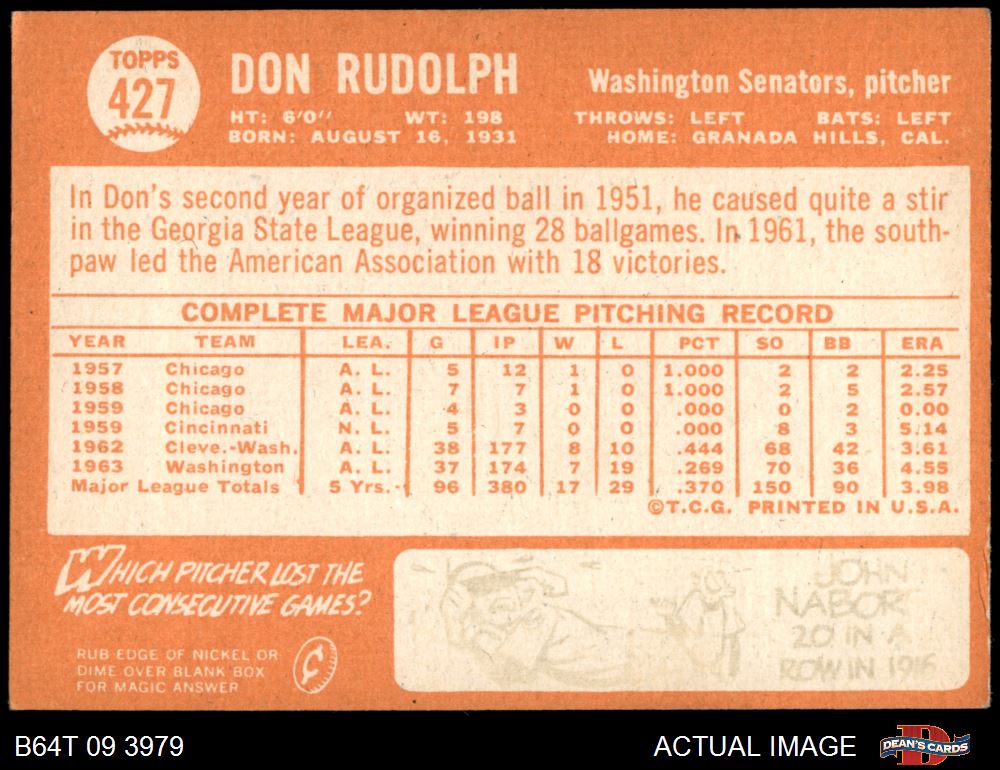 TOPPS
427
DON RUDOLPH
Washington Senators, pitcher
HT: 6'0" WT: 198 THROWS: LEFT BATS: LEFT
BORN: AUGUST 16, 1931 HOME: GRANADA HILLS, CAL.
In Don's second year of organized ball in 1951, he caused quite a stir
in the Georgia State League, winning 28 ballgames. In 1961, the south-
paw led the American Association with 18 victories.
COMPLETE MAJOR LEAGUE PITCHING RECORD
YEAR TEAM LEA. G IP W L PCT SO BB ERA
1957 Chicago A. L. 5 12 1 0 1.000 2 2 2.25
1958 Chicago A. L. 7 7 1 0 1.000 2 5 2.57
1959 Chicago A. L. 4 3 0 0 .000 0 2 0.00
1959 Cincinnati N. L. 5 7 0 0 .000 8 3 5.14
1962 Cleve.-Wash. A. L. 38 177 8 10 .444 68 42 3.61
1963 Washington A. L. 37 174 7 19 .269 70 36 4.55
Major League Totals 5 Yrs. 96 380 17 29 .370 150 90 3.98
©T.C.G. PRINTED IN U.S.A.
WHICH PITCHER LOST THE
MOST CONSECUTIVE GAMES?
RUB EDGE OF NICKEL OR
DIME OVER BLANK BOX
FOR MAGIC ANSWER
¢
JOHN
NABORS
20 IN A
ROW IN 1916
B64T 09 3979
ACTUAL IMAGE
D
DEAN'S CARDS